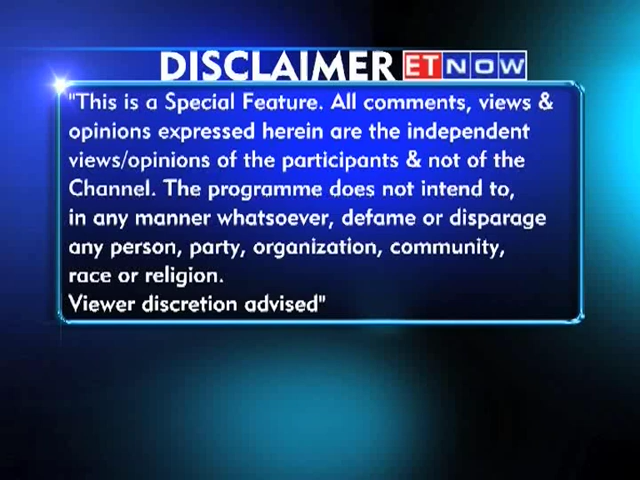 DISCLAIMER ET NOW
"This is a Special Feature. All comments, views &
opinions expressed herein are the independent
views/opinions of the participants & not of the
Channel. The programme does not intend to,
in any manner whatsoever, defame or disparage
any person, party, organization, community,
race or religion.
Viewer discretion advised"